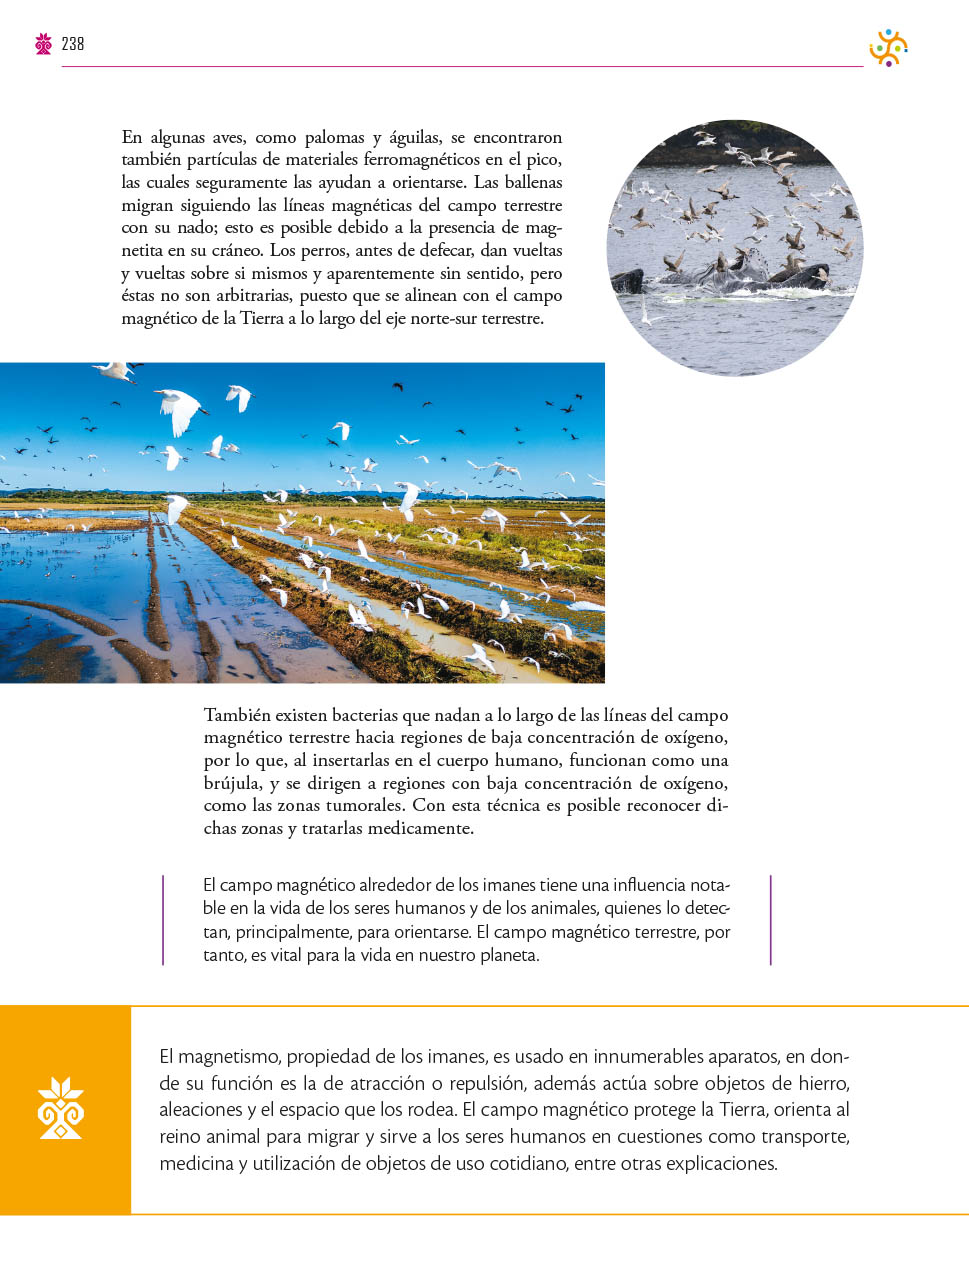 238
En algunas aves, como palomas y águilas, se encontraron
también partículas de materiales ferromagnéticos en el pico,
las cuales seguramente las ayudan a orientarse. Las ballenas
migran siguiendo las líneas magnéticas del campo terrestre
con su nado; esto es posible debido a la presencia de mag-
netita en su cráneo. Los perros, antes de defecar, dan vueltas
y vueltas sobre si mismos y aparentemente sin sentido, pero
éstas no son arbitrarias, puesto que se alinean con el campo
magnético de la Tierra a lo largo del eje norte-sur terrestre.
También existen bacterias que nadan a lo largo de las líneas del campo
magnético terrestre hacia regiones de baja concentración de oxígeno,
por lo que, al insertarlas en el cuerpo humano, funcionan como una
brújula, y se dirigen a regiones con baja concentración de oxígeno,
como las zonas tumorales. Con esta técnica es posible reconocer di-
chas zonas y tratarlas medicamente.
El campo magnético alrededor de los imanes tiene una influencia nota-
ble en la vida de los seres humanos y de los animales, quienes lo detec-
tan, principalmente, para orientarse. El campo magnético terrestre, por
tanto, es vital para la vida en nuestro planeta.
El magnetismo, propiedad de los imanes, es usado en innumerables aparatos, en don-
de su función es la de atracción o repulsión, además actúa sobre objetos de hierro,
aleaciones y el espacio que los rodea. El campo magnético protege la Tierra, orienta al
reino animal para migrar y sirve a los seres humanos en cuestiones como transporte,
medicina y utilización de objetos de uso cotidiano, entre otras explicaciones.